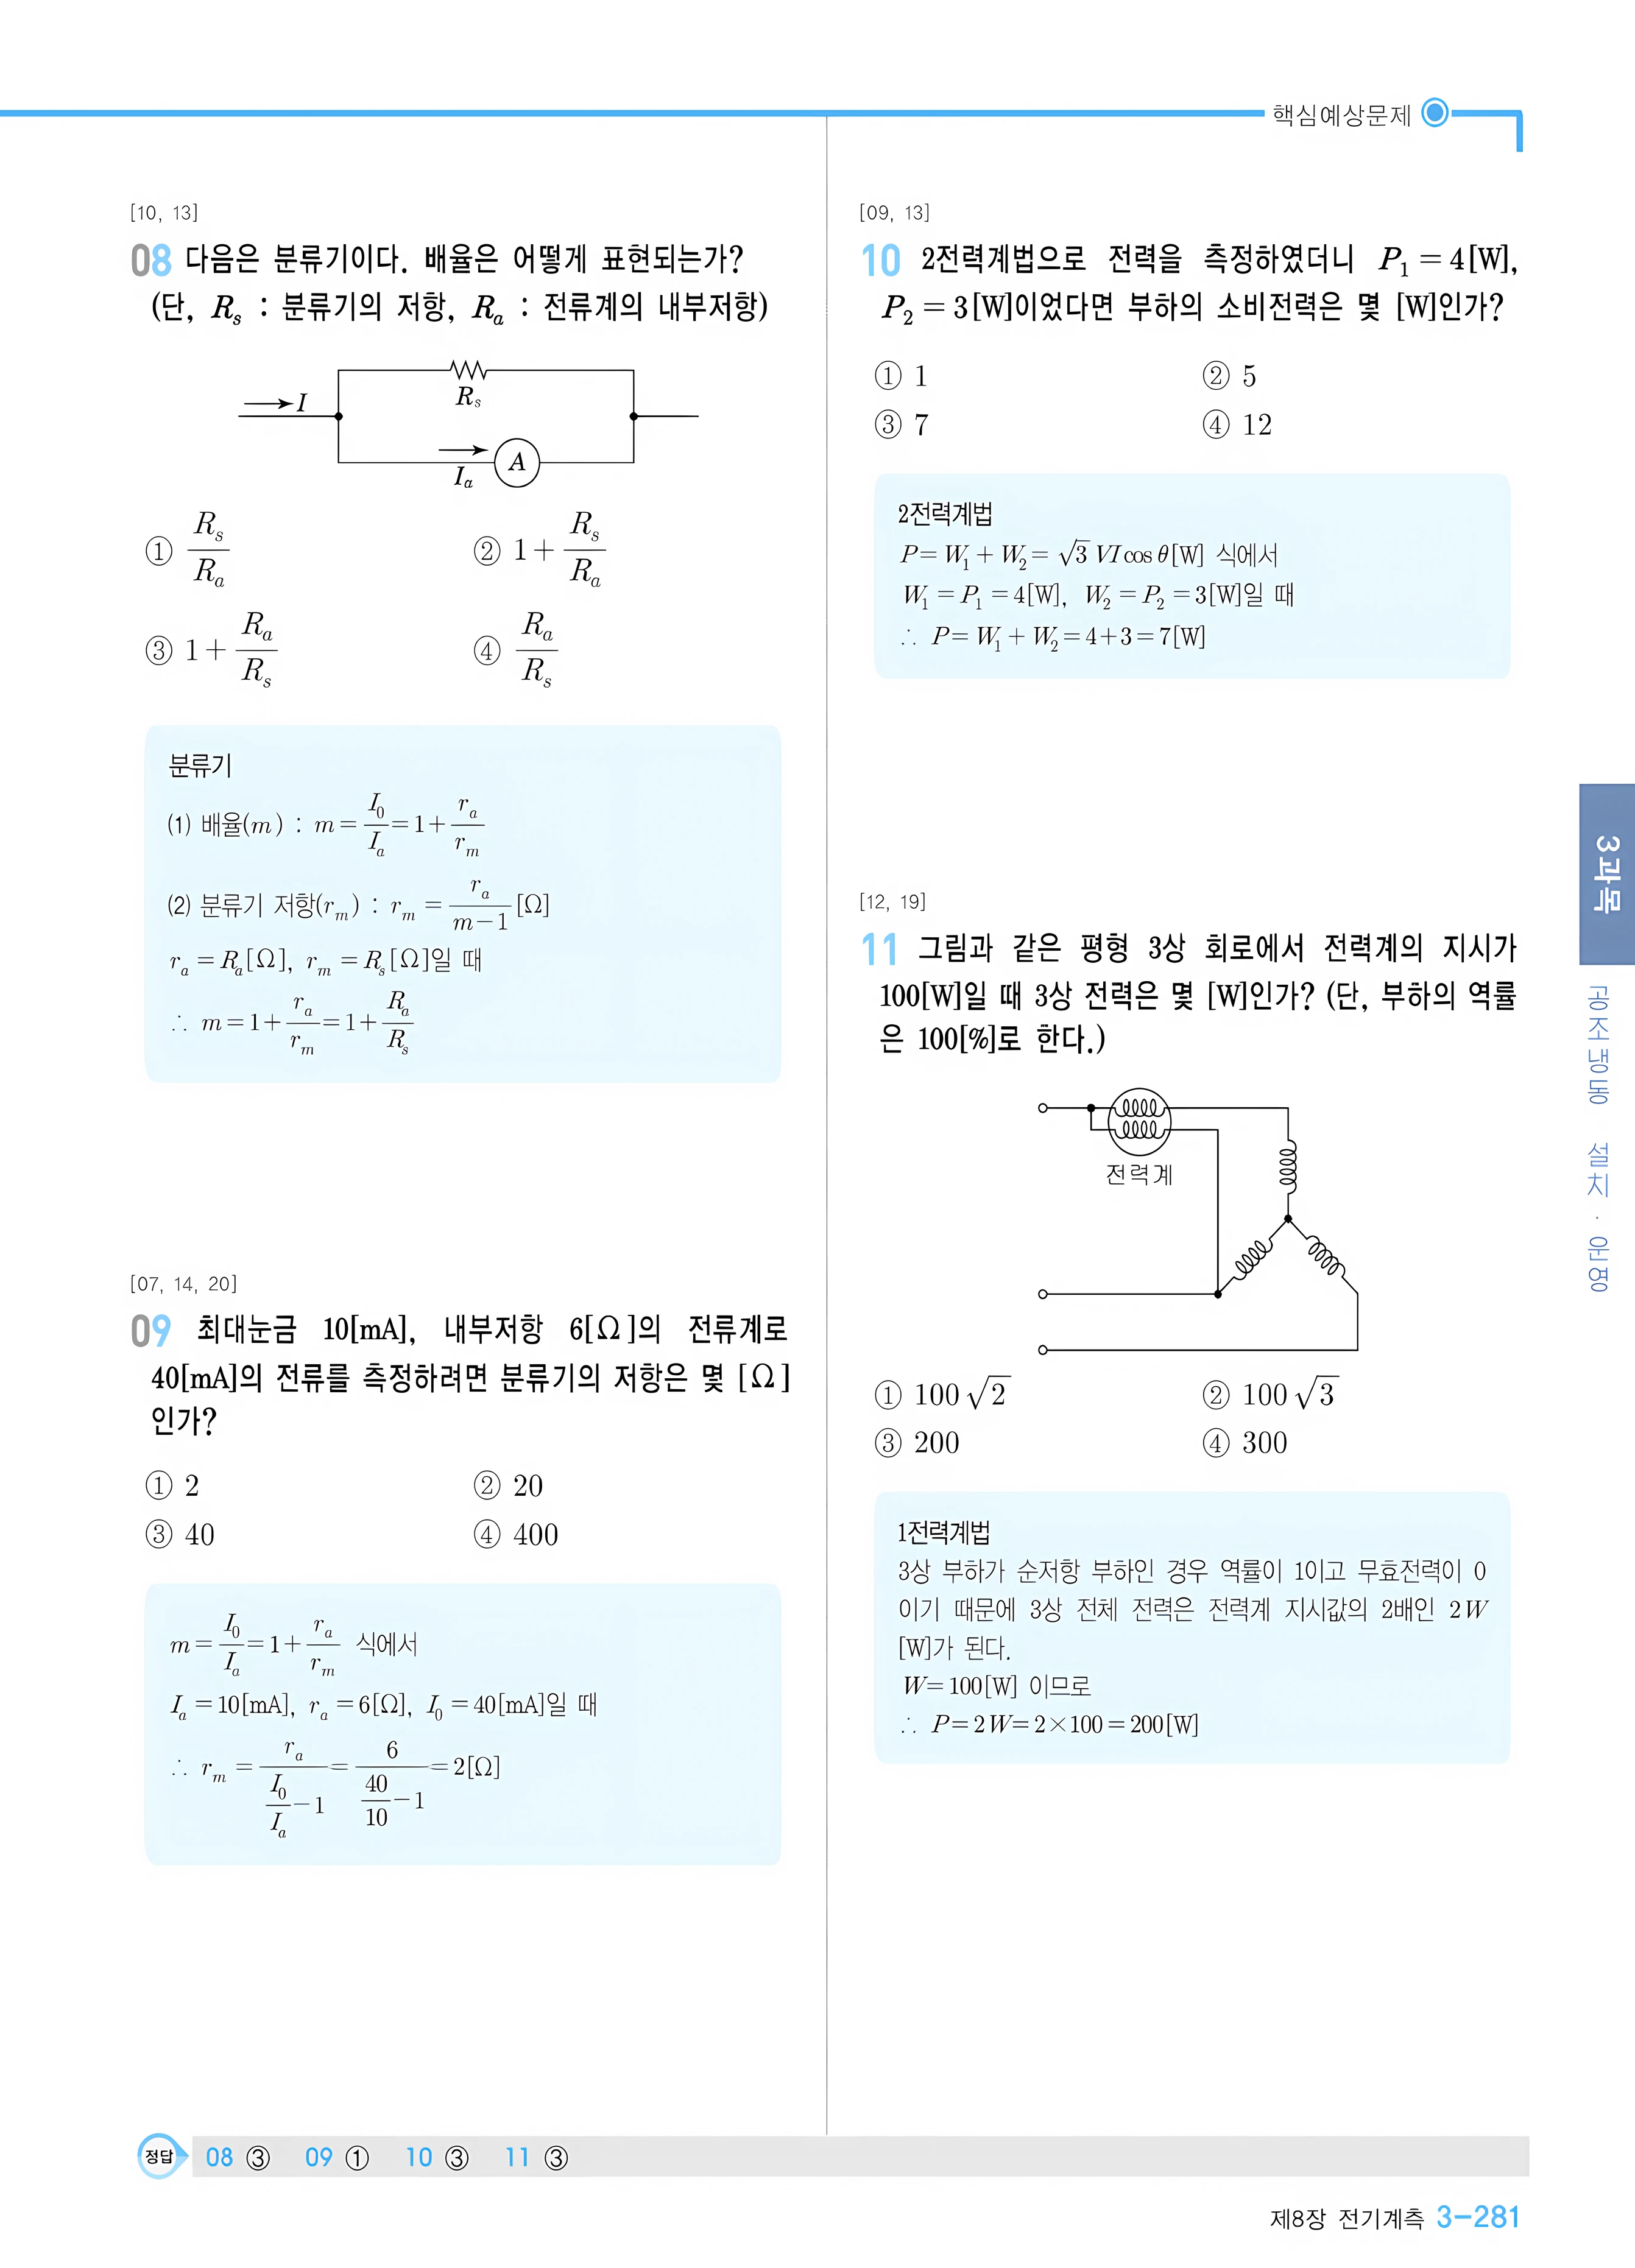 핵심예상문제
[10, 13]
08 다음은 분류기이다. 배율은 어떻게 표현되는가?
(단, R_s : 분류기의 저항, R_a : 전류계의 내부저항)
I
R_s
I_a
A
① R_s/R_a ② 1+R_s/R_a
③ 1+R_a/R_s ④ R_a/R_s
분류기
(1) 배율(m) : m=I_0/I_a=1+r_a/r_m
(2) 분류기 저항(r_m) : r_m=r_a/(m-1)[Ω]
r_a=R_a[Ω], r_m=R_s[Ω]일 때
∴ m=1+r_a/r_m=1+R_a/R_s
[07, 14, 20]
09 최대눈금 10[mA], 내부저항 6[Ω]의 전류계로
40[mA]의 전류를 측정하려면 분류기의 저항은 몇 [Ω]
인가?
① 2 ② 20
③ 40 ④ 400
m=I_0/I_a=1+r_a/r_m 식에서
I_a=10[mA], r_a=6[Ω], I_0=40[mA]일 때
∴ r_m=r_a/(I_0/I_a-1)=6/(40/10-1)=2[Ω]
[09, 13]
10 2전력계법으로 전력을 측정하였더니 P_1=4[W],
P_2=3[W]이었다면 부하의 소비전력은 몇 [W]인가?
① 1 ② 5
③ 7 ④ 12
2전력계법
P=W_1+W_2=√3 VI cos θ[W] 식에서
W_1=P_1=4[W], W_2=P_2=3[W]일 때
∴ P=W_1+W_2=4+3=7[W]
[12, 19]
11 그림과 같은 평형 3상 회로에서 전력계의 지시가
100[W]일 때 3상 전력은 몇 [W]인가? (단, 부하의 역률
은 100[%]로 한다.)
전력계
① 100√2 ② 100√3
③ 200 ④ 300
1전력계법
3상 부하가 순저항 부하인 경우 역률이 1이고 무효전력이 0
이기 때문에 3상 전체 전력은 전력계 지시값의 2배인 2W
[W]가 된다.
W=100[W] 이므로
∴ P=2W=2×100=200[W]
3과목
공조냉동 설치·운영
정답 08 ③ 09 ① 10 ③ 11 ③
제8장 전기계측 3-281